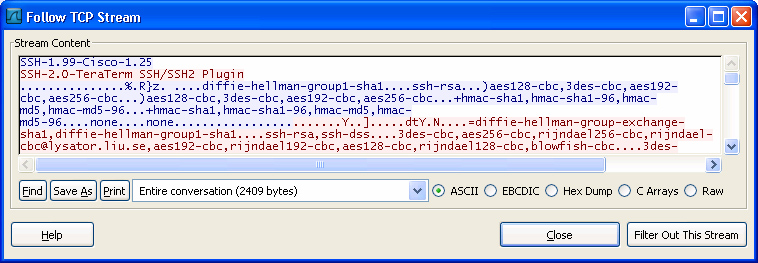 Follow TCP Stream
Stream Content
SSH-1.99-Cisco-1.25
SSH-2.0-TeraTerm SSH/SSH2 Plugin
...............%.R}z. ....diffie-hellman-group1-sha1....ssh-rsa...)aes128-cbc,3des-cbc,aes192-
cbc,aes256-cbc...)aes128-cbc,3des-cbc,aes192-cbc,aes256-cbc...+hmac-sha1,hmac-sha1-96,hmac-
md5,hmac-md5-96...+hmac-sha1,hmac-sha1-96,hmac-md5,hmac-
md5-96....none....none......................Y..].....dtY.N....=diffie-hellman-group-exchange-
sha1,diffie-hellman-group1-sha1....ssh-rsa,ssh-dss....3des-cbc,aes256-cbc,rijndael256-cbc,rijndael-
cbc@lysator.liu.se,aes192-cbc,rijndael192-cbc,aes128-cbc,rijndael128-cbc,blowfish-cbc....3des-
Find Save As Print Entire conversation (2409 bytes) ASCII EBCDIC Hex Dump C Arrays Raw
Help Close Filter Out This Stream